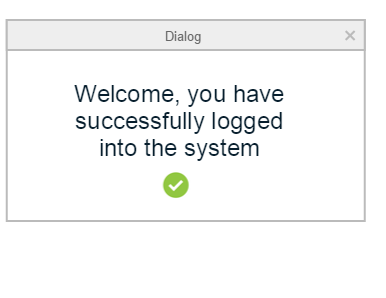 Dialog
Welcome, you have
successfully logged
into the system